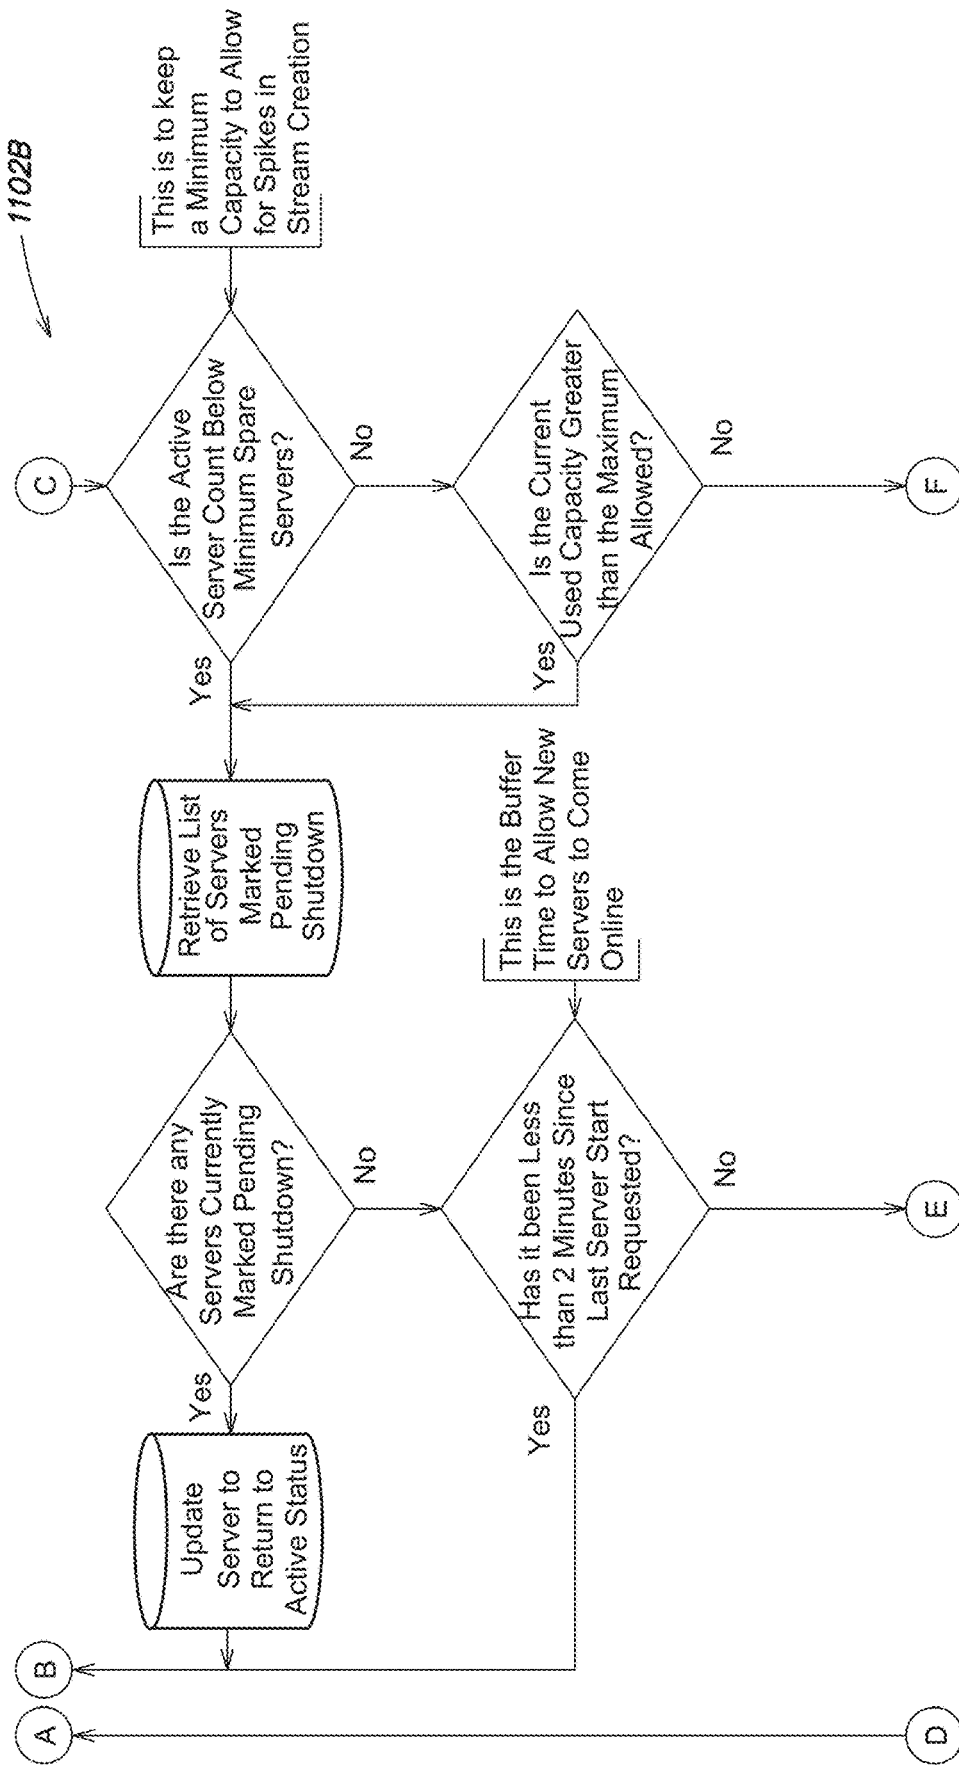 1102B
A
B
C
Update
Server to
Return to
Active Status
Yes
Are there any
Servers Currently
Marked Pending
Shutdown?
No
Retrieve List
of Servers
Marked
Pending
Shutdown
Yes
Is the Active
Server Count Below
Minimum Spare
Servers?
No
This is to keep
a Minimum
Capacity to Allow
for Spikes in
Stream Creation
Yes
Has it been Less
than 2 Minutes Since
Last Server Start
Requested?
No
This is the Buffer
Time to Allow New
Servers to Come
Online
Yes
Is the Current
Used Capacity Greater
than the Maximum
Allowed?
No
D
E
F